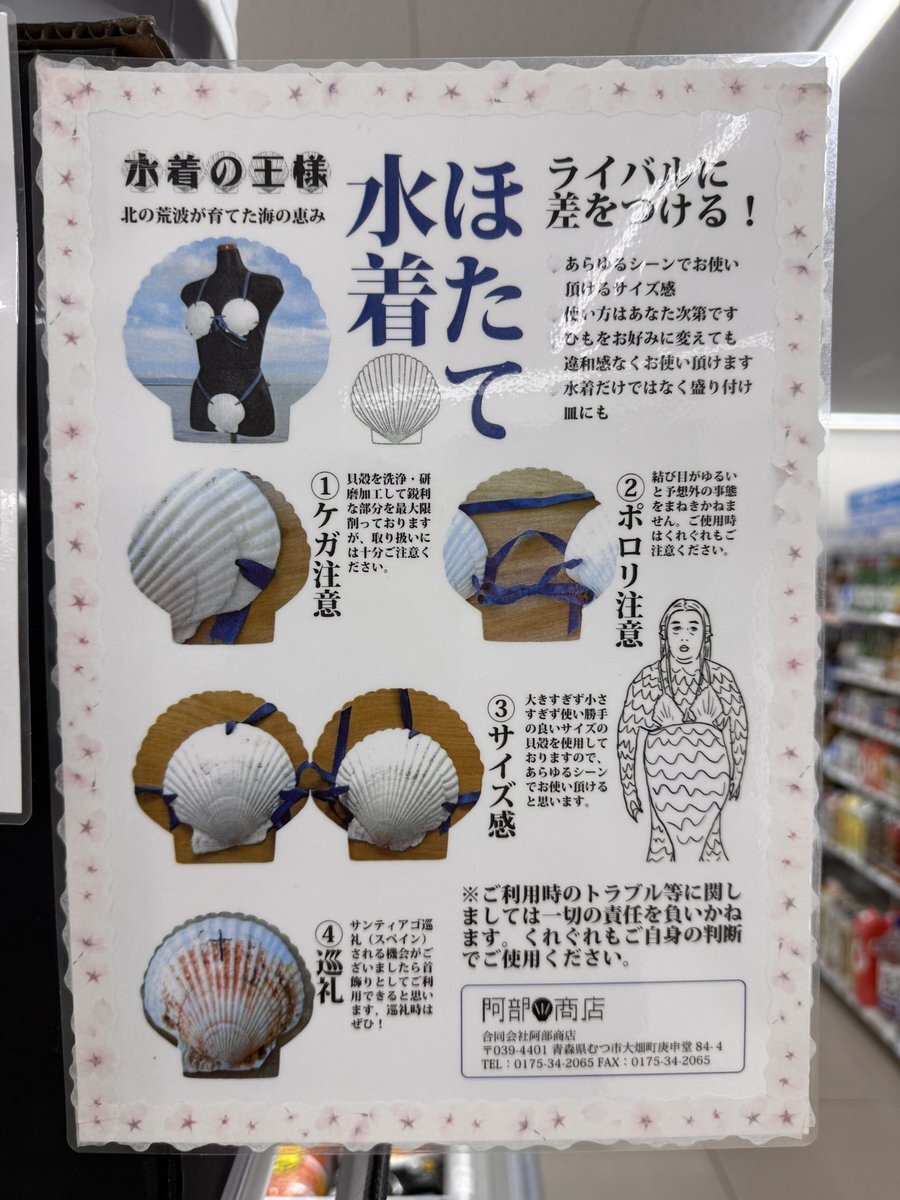 水着の王様
北の荒波が育てた海の恵み
ほたて
水着
ライバルに
差をつける！
あらゆるシーンでお使い
頂けるサイズ感
使い方はあなた次第です
ひもをお好みに変えても
違和感なくお使い頂けます
水着だけではなく盛り付け
皿にも
①ケガ注意
貝殻を洗浄・研
磨加工して鋭利
な部分を最大限
削っております
が、取り扱いに
は十分ご注意く
ださい。
②ポロリ注意
結び目がゆるい
と予想外の事態
をまねきかねま
せん。ご使用時
はくれぐれもご
注意ください。
③サイズ感
大きすぎず小さ
すぎず使い勝手
の良いサイズの
貝殻を使用して
おりますので、
あらゆるシーン
でお使い頂ける
と思います。
④巡礼
サンティアゴ巡
礼（スペイン）
される機会がご
ざいましたら首
飾りとしてご利
用できると思い
ます、巡礼時は
ぜひ！
※ご利用時のトラブル等に関し
ましては一切の責任を負いかね
ます。くれぐれもご自身の判断
でご使用ください。
阿部商店
合同会社阿部商店
〒039-4401 青森県むつ市大畑町庚申堂 84-4
TEL：0175-34-2065 FAX：0175-34-2065